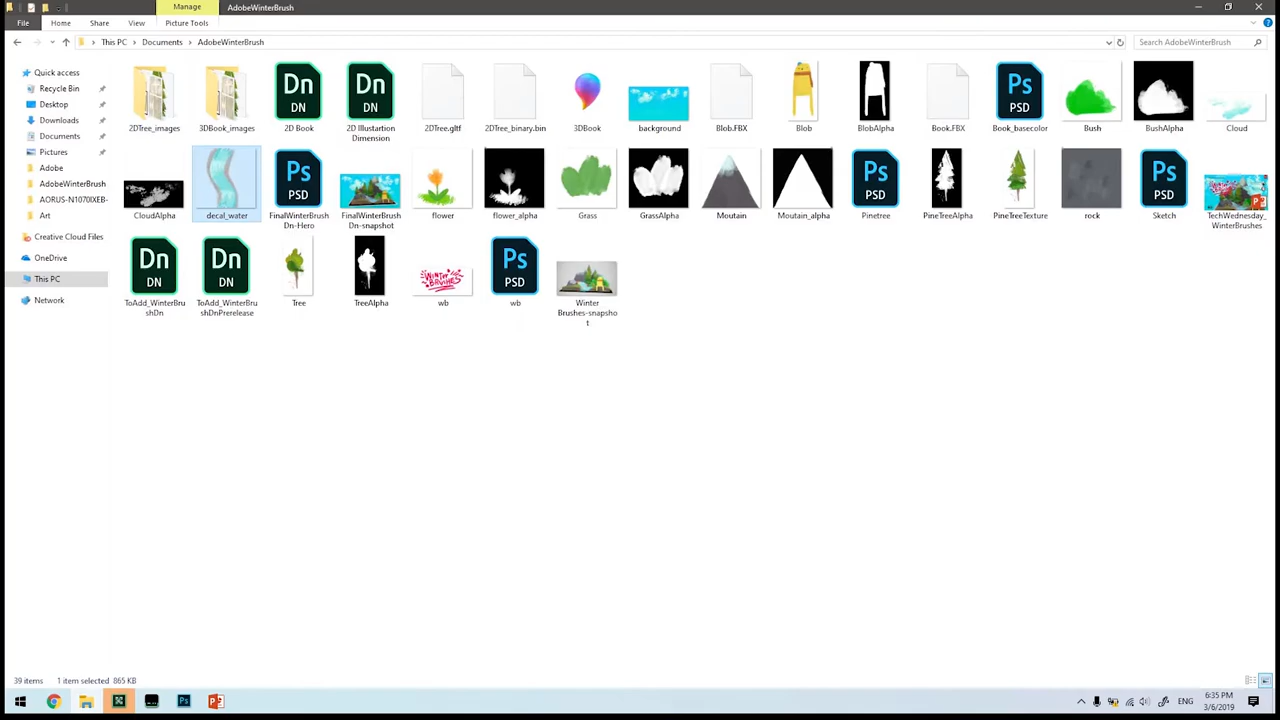 Manage
AdobeWinterBrush
File
Home
Share
View
Picture Tools
This PC
Documents
AdobeWinterBrush
Search AdobeWinterBrush
Quick access
Recycle Bin
Desktop
Downloads
Documents
Pictures
Adobe
AdobeWinterBrush
AORUS-N1070IXEB-
Art
Creative Cloud Files
OneDrive
This PC
Network
Dn
DN
Dn
DN
Ps
PSD
2DTree_images
3DBook_images
2D Book
2D Illustartion
Dimension
2DTree.gltf
2DTree_binary.bin
3DBook
background
Blob.FBX
Blob
BlobAlpha
Book.FBX
Book_basecolor
Bush
BushAlpha
Cloud
Ps
PSD
Ps
PSD
Ps
PSD
CloudAlpha
decal_water
FinalWinterBrush
Dn-Hero
FinalWinterBrush
Dn-snapshot
flower
flower_alpha
Grass
GrassAlpha
Moutain
Moutain_alpha
Pinetree
PineTreeAlpha
PineTreeTexture
rock
Sketch
TechWednesday_
WinterBrushes
Dn
DN
Dn
DN
WINTER
BRUSHES
Ps
PSD
ToAdd_WinterBru
shDn
ToAdd_WinterBru
shDnPrerelease
Tree
TreeAlpha
wb
wb
Winter
Brushes-snapsho
t
39 items
1 item selected
865 KB
Ps
ENG
6:35 PM
3/6/2019